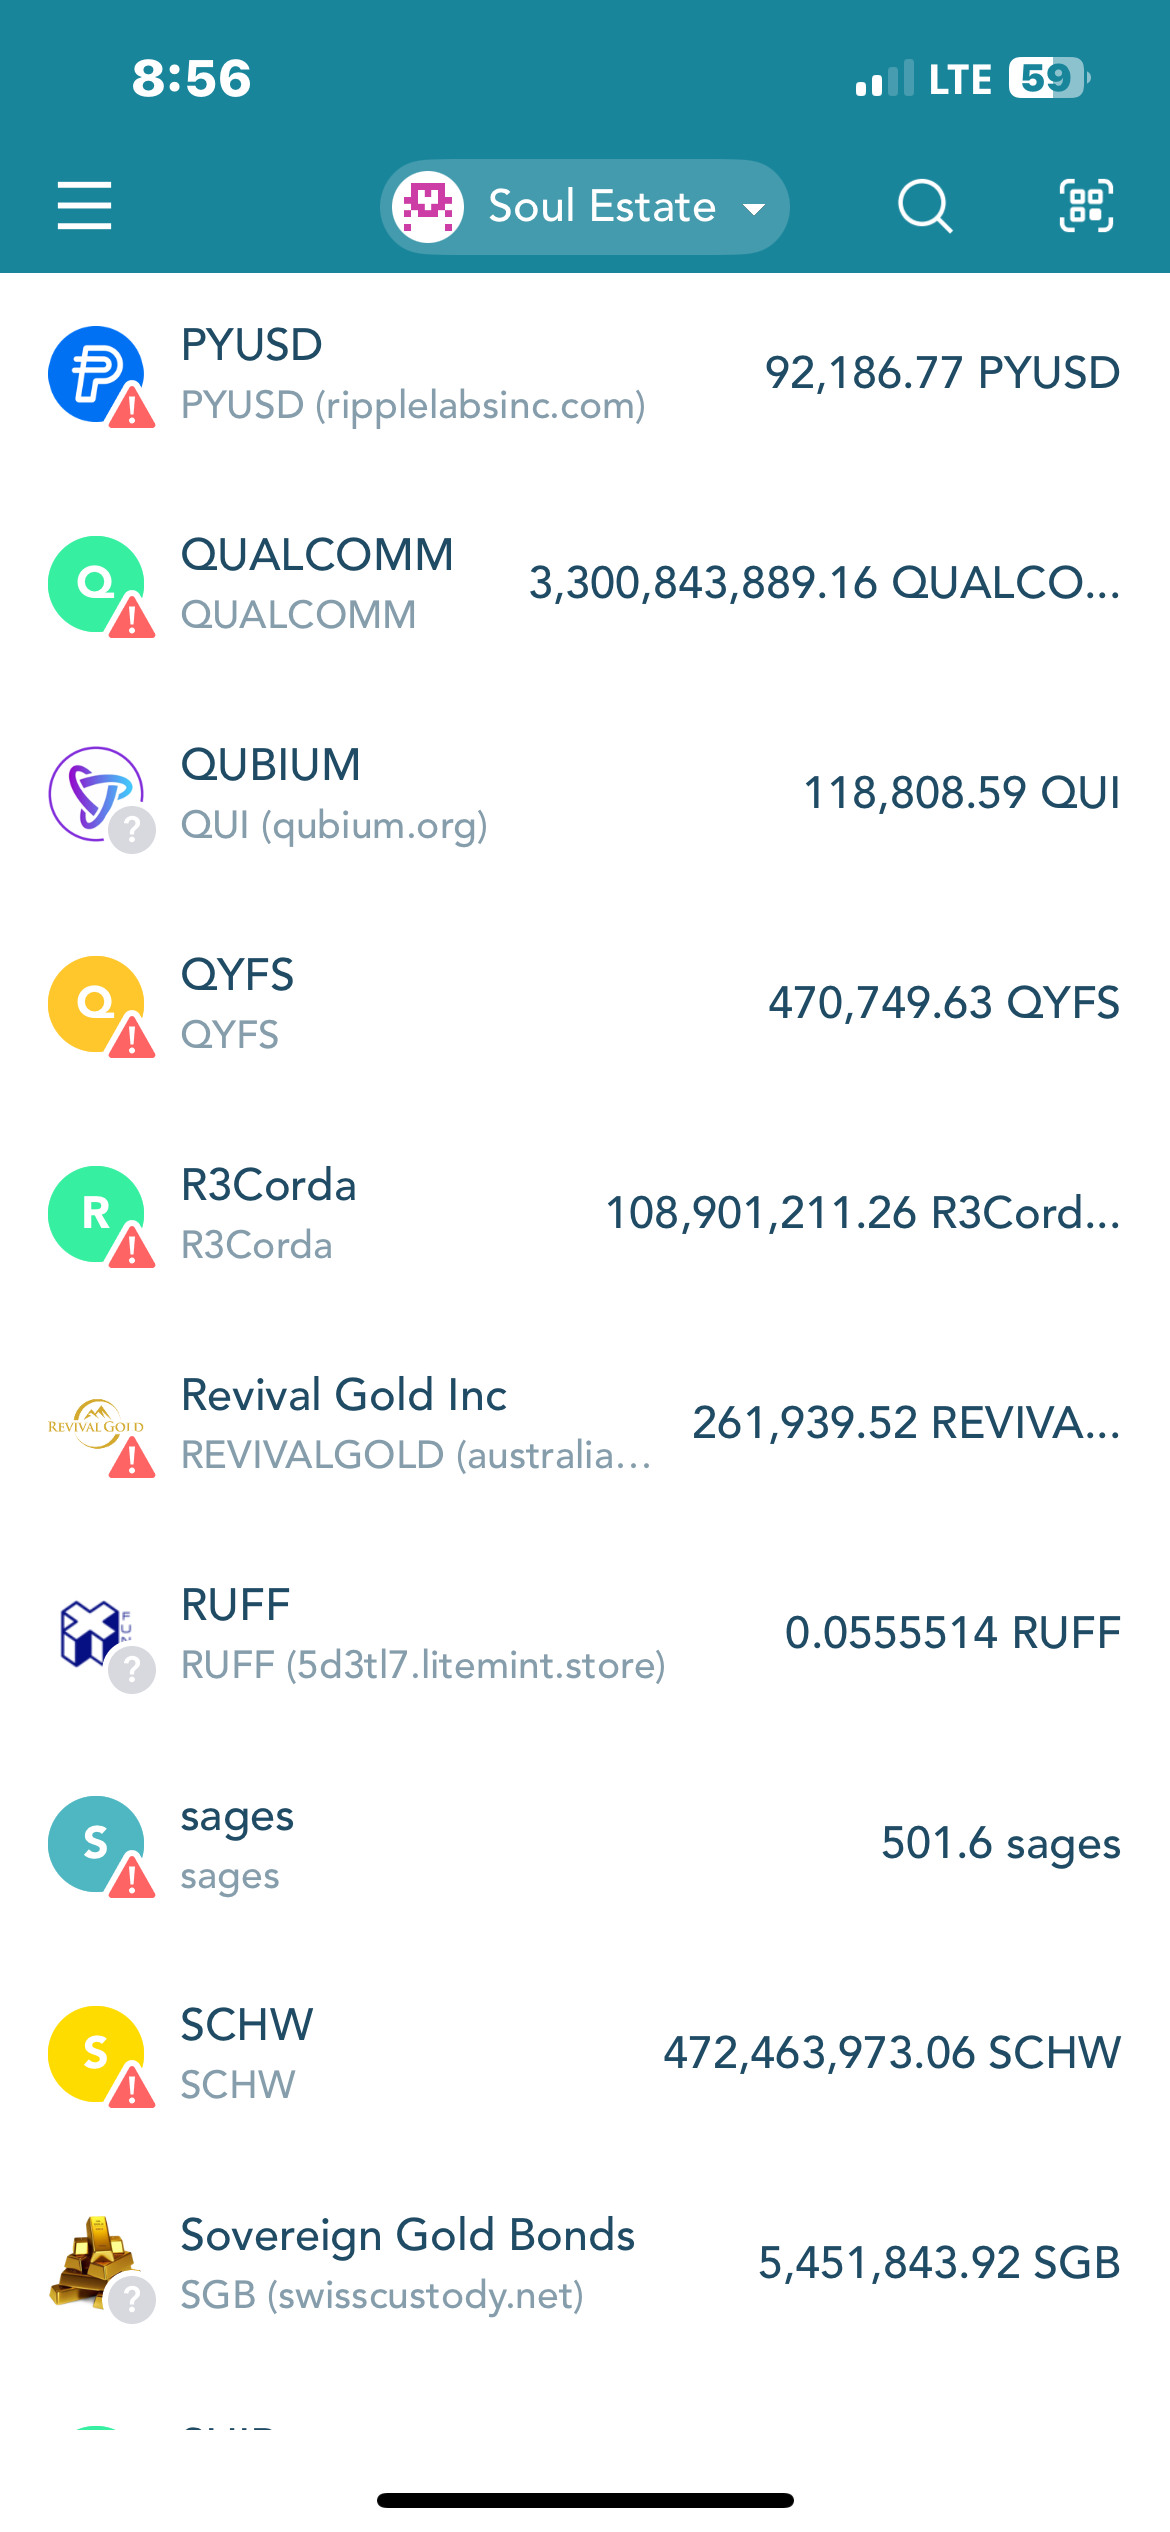 8:56
LTE 59
Soul Estate
PYUSD
PYUSD (ripplelabsinc.com)
92,186.77 PYUSD
Q
QUALCOMM
QUALCOMM
3,300,843,889.16 QUALCO...
QUBIUM
QUI (qubium.org)
118,808.59 QUI
Q
QYFS
QYFS
470,749.63 QYFS
R
R3Corda
R3Corda
108,901,211.26 R3Cord...
REVIVAL GOLD
Revival Gold Inc
REVIVALGOLD (australia...
261,939.52 REVIVA...
RUFF
RUFF (5d3tl7.litemint.store)
0.0555514 RUFF
S
sages
sages
501.6 sages
S
SCHW
SCHW
472,463,973.06 SCHW
Sovereign Gold Bonds
SGB (swisscustody.net)
5,451,843.92 SGB